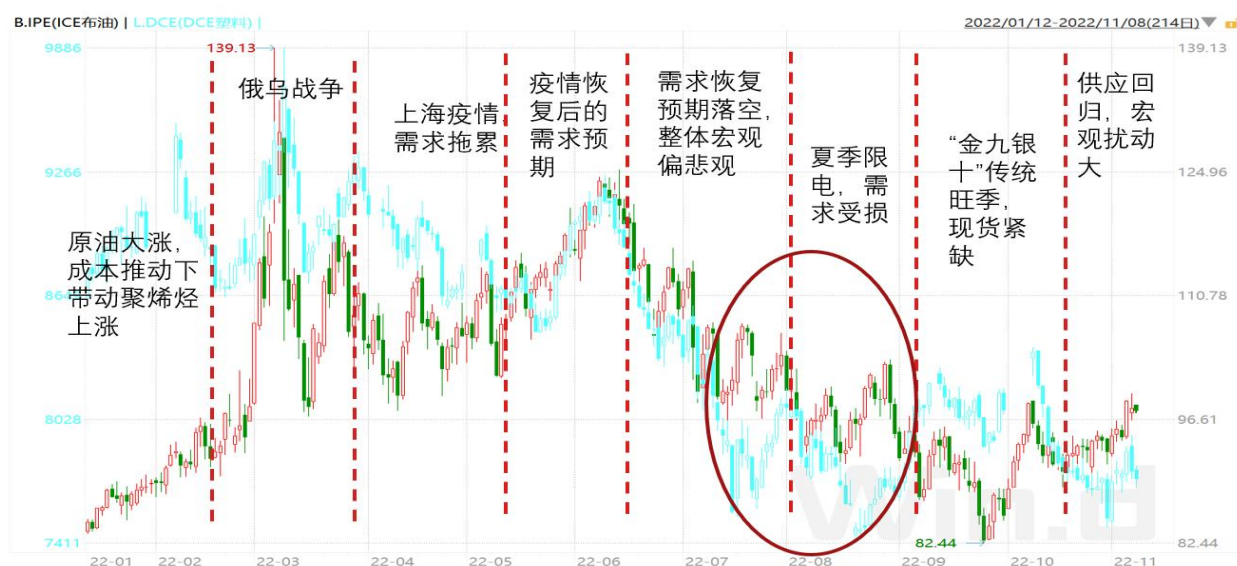 B.IPE(ICE布油) | L.DCE(DCE塑料) |
2022/01/12-2022/11/08(214日)
9886
9266
8028
7411
139.13
124.96
110.78
96.61
82.44
139.13
82.44
原油大涨,
成本推动下
带动聚烯烃
上涨
俄乌战争
上海疫情,
需求拖累
疫情恢
复后的
需求预
期
需求恢复
预期落空,
整体宏观
偏悲观
夏季限
电, 需
求受损
“金九银
十”传统
旺季,
现货紧
缺
供应回
归, 宏
观扰动
大
Win.d
22-01
22-02
22-03
22-04
22-05
22-06
22-07
22-08
22-09
22-10
22-11